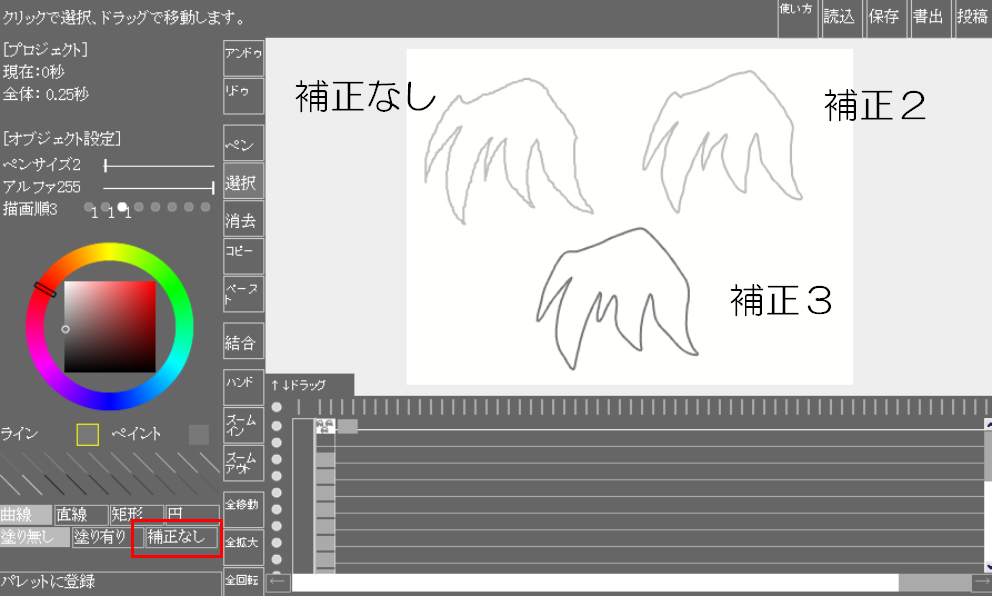 クリックで選択、ドラッグで移動します。
使い方
読込
保存
書出
投稿
[プロジェクト]
現在:0秒
全体: 0.25秒
[オブジェクト設定]
ペンサイズ2
アルファ255
描画順3
1 1 1
アンドゥ
リドゥ
ペン
選択
消去
コピー
ペース
ト
結合
ハンド
ズーム
イン
ズーム
アウト
全移動
全拡大
全回転
補正なし
補正２
補正３
↑↓ドラッグ
ライン
ペイント
曲線
直線
矩形
円
塗り無し
塗り有り
補正なし
パレットに登録